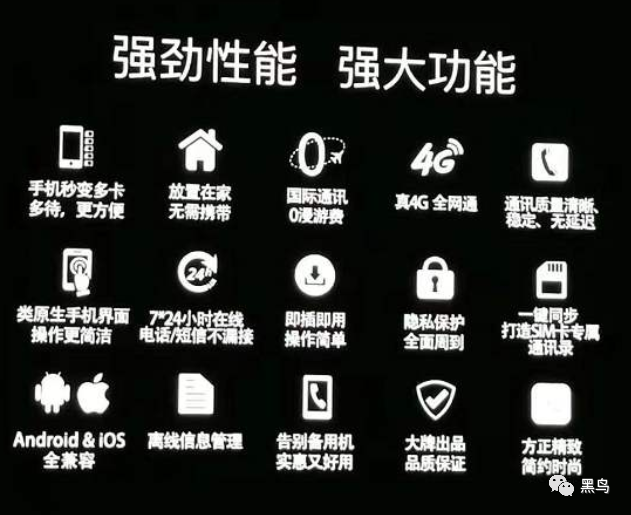 强劲性能 强大功能
手机秒变多卡
多待，更方便
放置在家
无需携带
0
国际通讯
0漫游费
4G
真4G 全网通
通讯质量清晰、
稳定、无延迟
类原生手机界面
操作更简洁
24h
7*24小时在线
电话/短信不漏接
即插即用
操作简单
隐私保护
全面周到
一键同步
打造SIM卡专属
通讯录
Android & iOS
全兼容
离线信息管理
告别备用机
实惠又好用
大牌出品
品质保证
方正精致
简约时尚
黑鸟